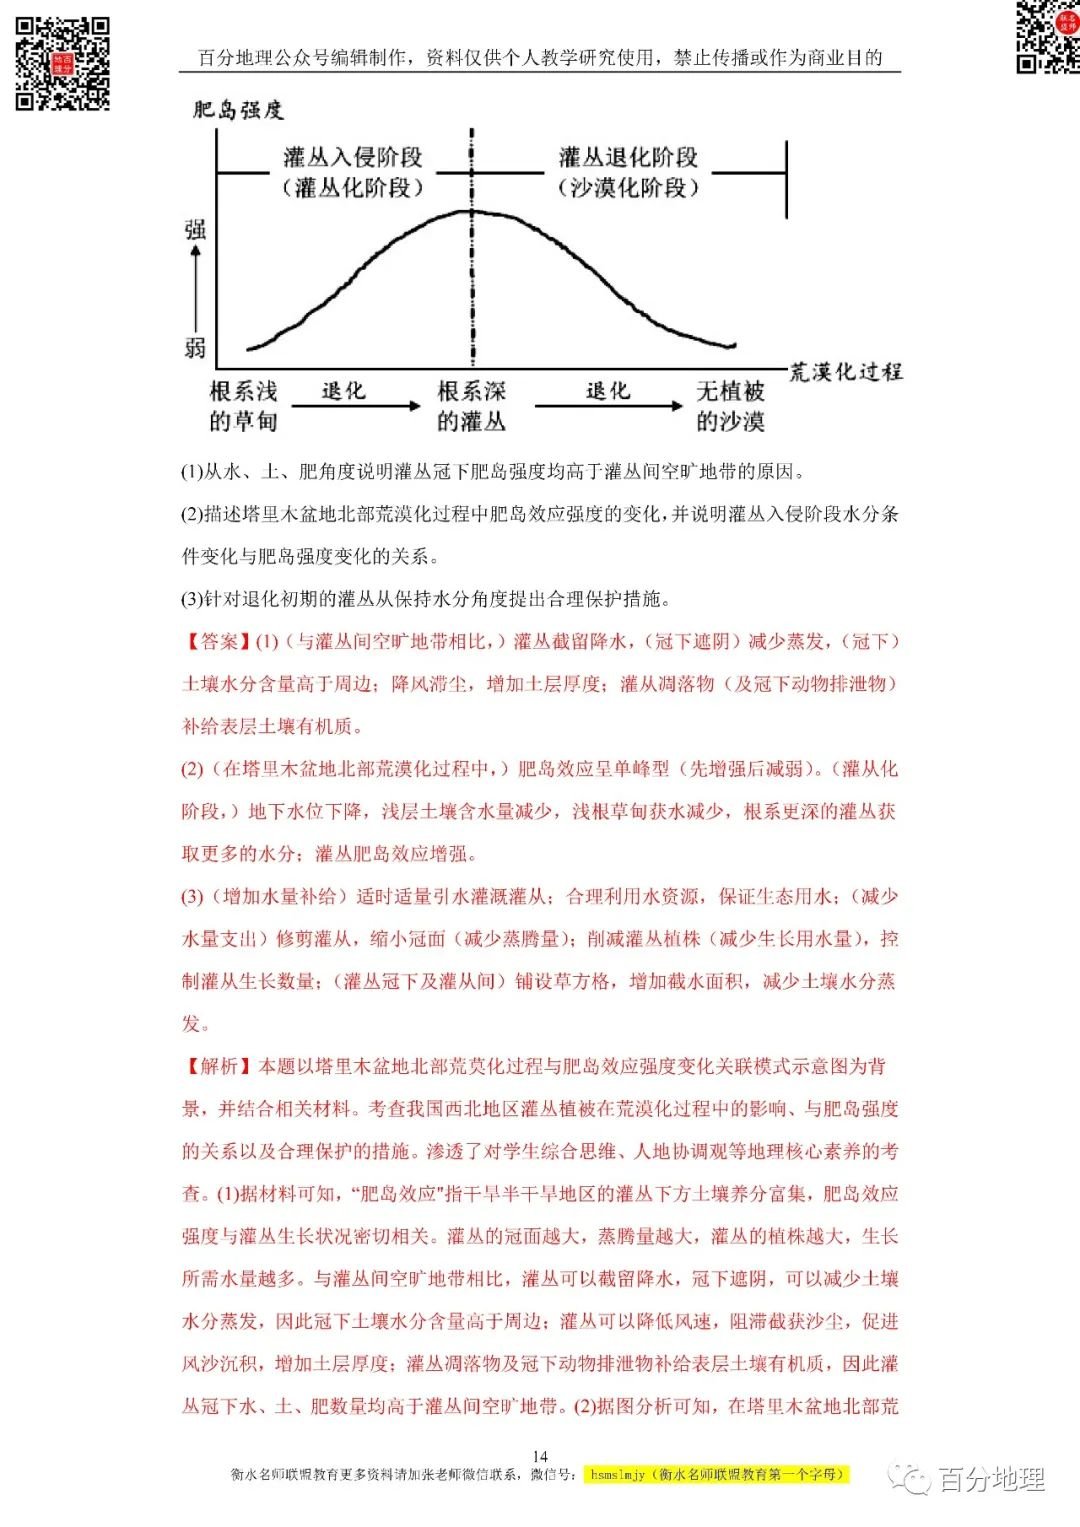 百分地理公众号编辑制作，资料仅供个人教学研究使用，禁止传播或作为商业目的
肥岛强度
灌丛入侵阶段
（灌丛化阶段）
灌丛退化阶段
（沙漠化阶段）
强
弱
荒漠化过程
根系浅
的草甸
退化
根系深
的灌丛
退化
无植被
的沙漠
(1)从水、土、肥角度说明灌丛冠下肥岛强度均高于灌丛间空旷地带的原因。
(2)描述塔里木盆地北部荒漠化过程中肥岛效应强度的变化,并说明灌丛入侵阶段水分条
件变化与肥岛强度变化的关系。
(3)针对退化初期的灌丛从保持水分角度提出合理保护措施。
【答案】(1)（与灌丛间空旷地带相比，）灌丛截留降水，（冠下遮阴）减少蒸发，（冠下）
土壤水分含量高于周边；降风滞尘，增加土层厚度；灌从凋落物（及冠下动物排泄物）
补给表层土壤有机质。
(2)（在塔里木盆地北部荒漠化过程中，）肥岛效应呈单峰型（先增强后减弱）。（灌从化
阶段，）地下水位下降，浅层土壤含水量减少，浅根草甸获水减少，根系更深的灌丛获
取更多的水分；灌丛肥岛效应增强。
(3)（增加水量补给）适时适量引水灌溉灌从；合理利用水资源，保证生态用水；（减少
水量支出）修剪灌从，缩小冠面（减少蒸腾量）；削减灌丛植株（减少生长用水量），控
制灌从生长数量；（灌丛冠下及灌从间）铺设草方格，增加截水面积，减少土壤水分蒸
发。
【解析】本题以塔里木盆地北部荒莫化过程与肥岛效应强度变化关联模式示意图为背
景，并结合相关材料。考查我国西北地区灌丛植被在荒漠化过程中的影响、与肥岛强度
的关系以及合理保护的措施。渗透了对学生综合思维、人地协调观等地理核心素养的考
查。(1)据材料可知，“肥岛效应"指干旱半干旱地区的灌丛下方土壤养分富集，肥岛效应
强度与灌丛生长状况密切相关。灌丛的冠面越大，蒸腾量越大，灌丛的植株越大，生长
所需水量越多。与灌丛间空旷地带相比，灌丛可以截留降水，冠下遮阴，可以减少土壤
水分蒸发，因此冠下土壤水分含量高于周边；灌丛可以降低风速，阻滞截获沙尘，促进
风沙沉积，增加土层厚度；灌丛凋落物及冠下动物排泄物补给表层土壤有机质，因此灌
丛冠下水、土、肥数量均高于灌丛间空旷地带。(2)据图分析可知，在塔里木盆地北部荒
14
衡水名师联盟教育更多资料请加张老师微信联系，微信号： hsmslmjy（衡水名师联盟教育第一个字母）
百分地理